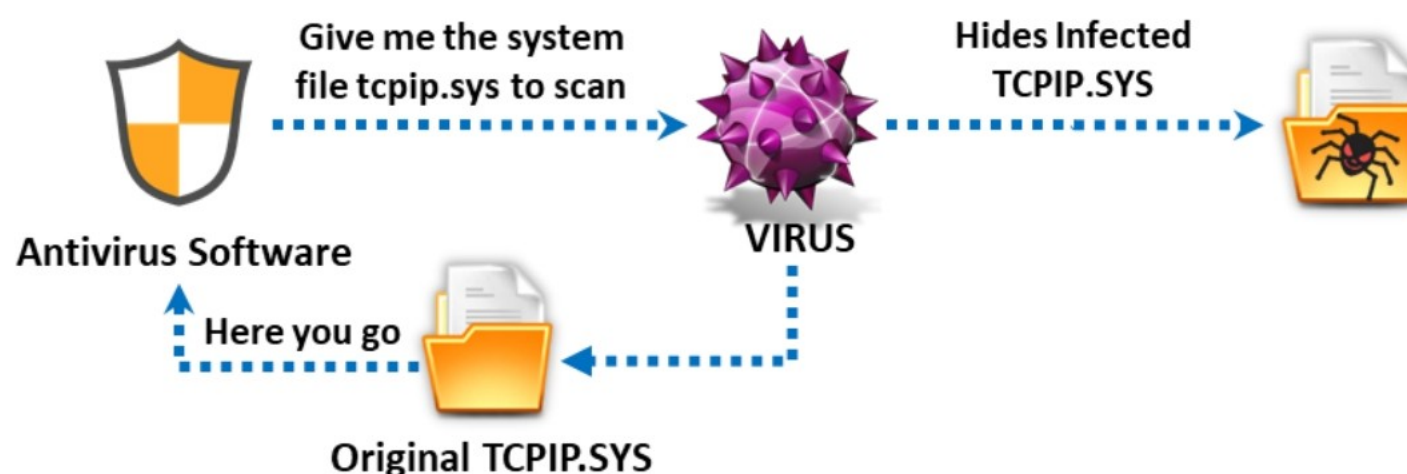 Give me the system
file tcpip.sys to scan
Hides Infected
TCPIP.SYS
Antivirus Software
VIRUS
Here you go
Original TCPIP.SYS